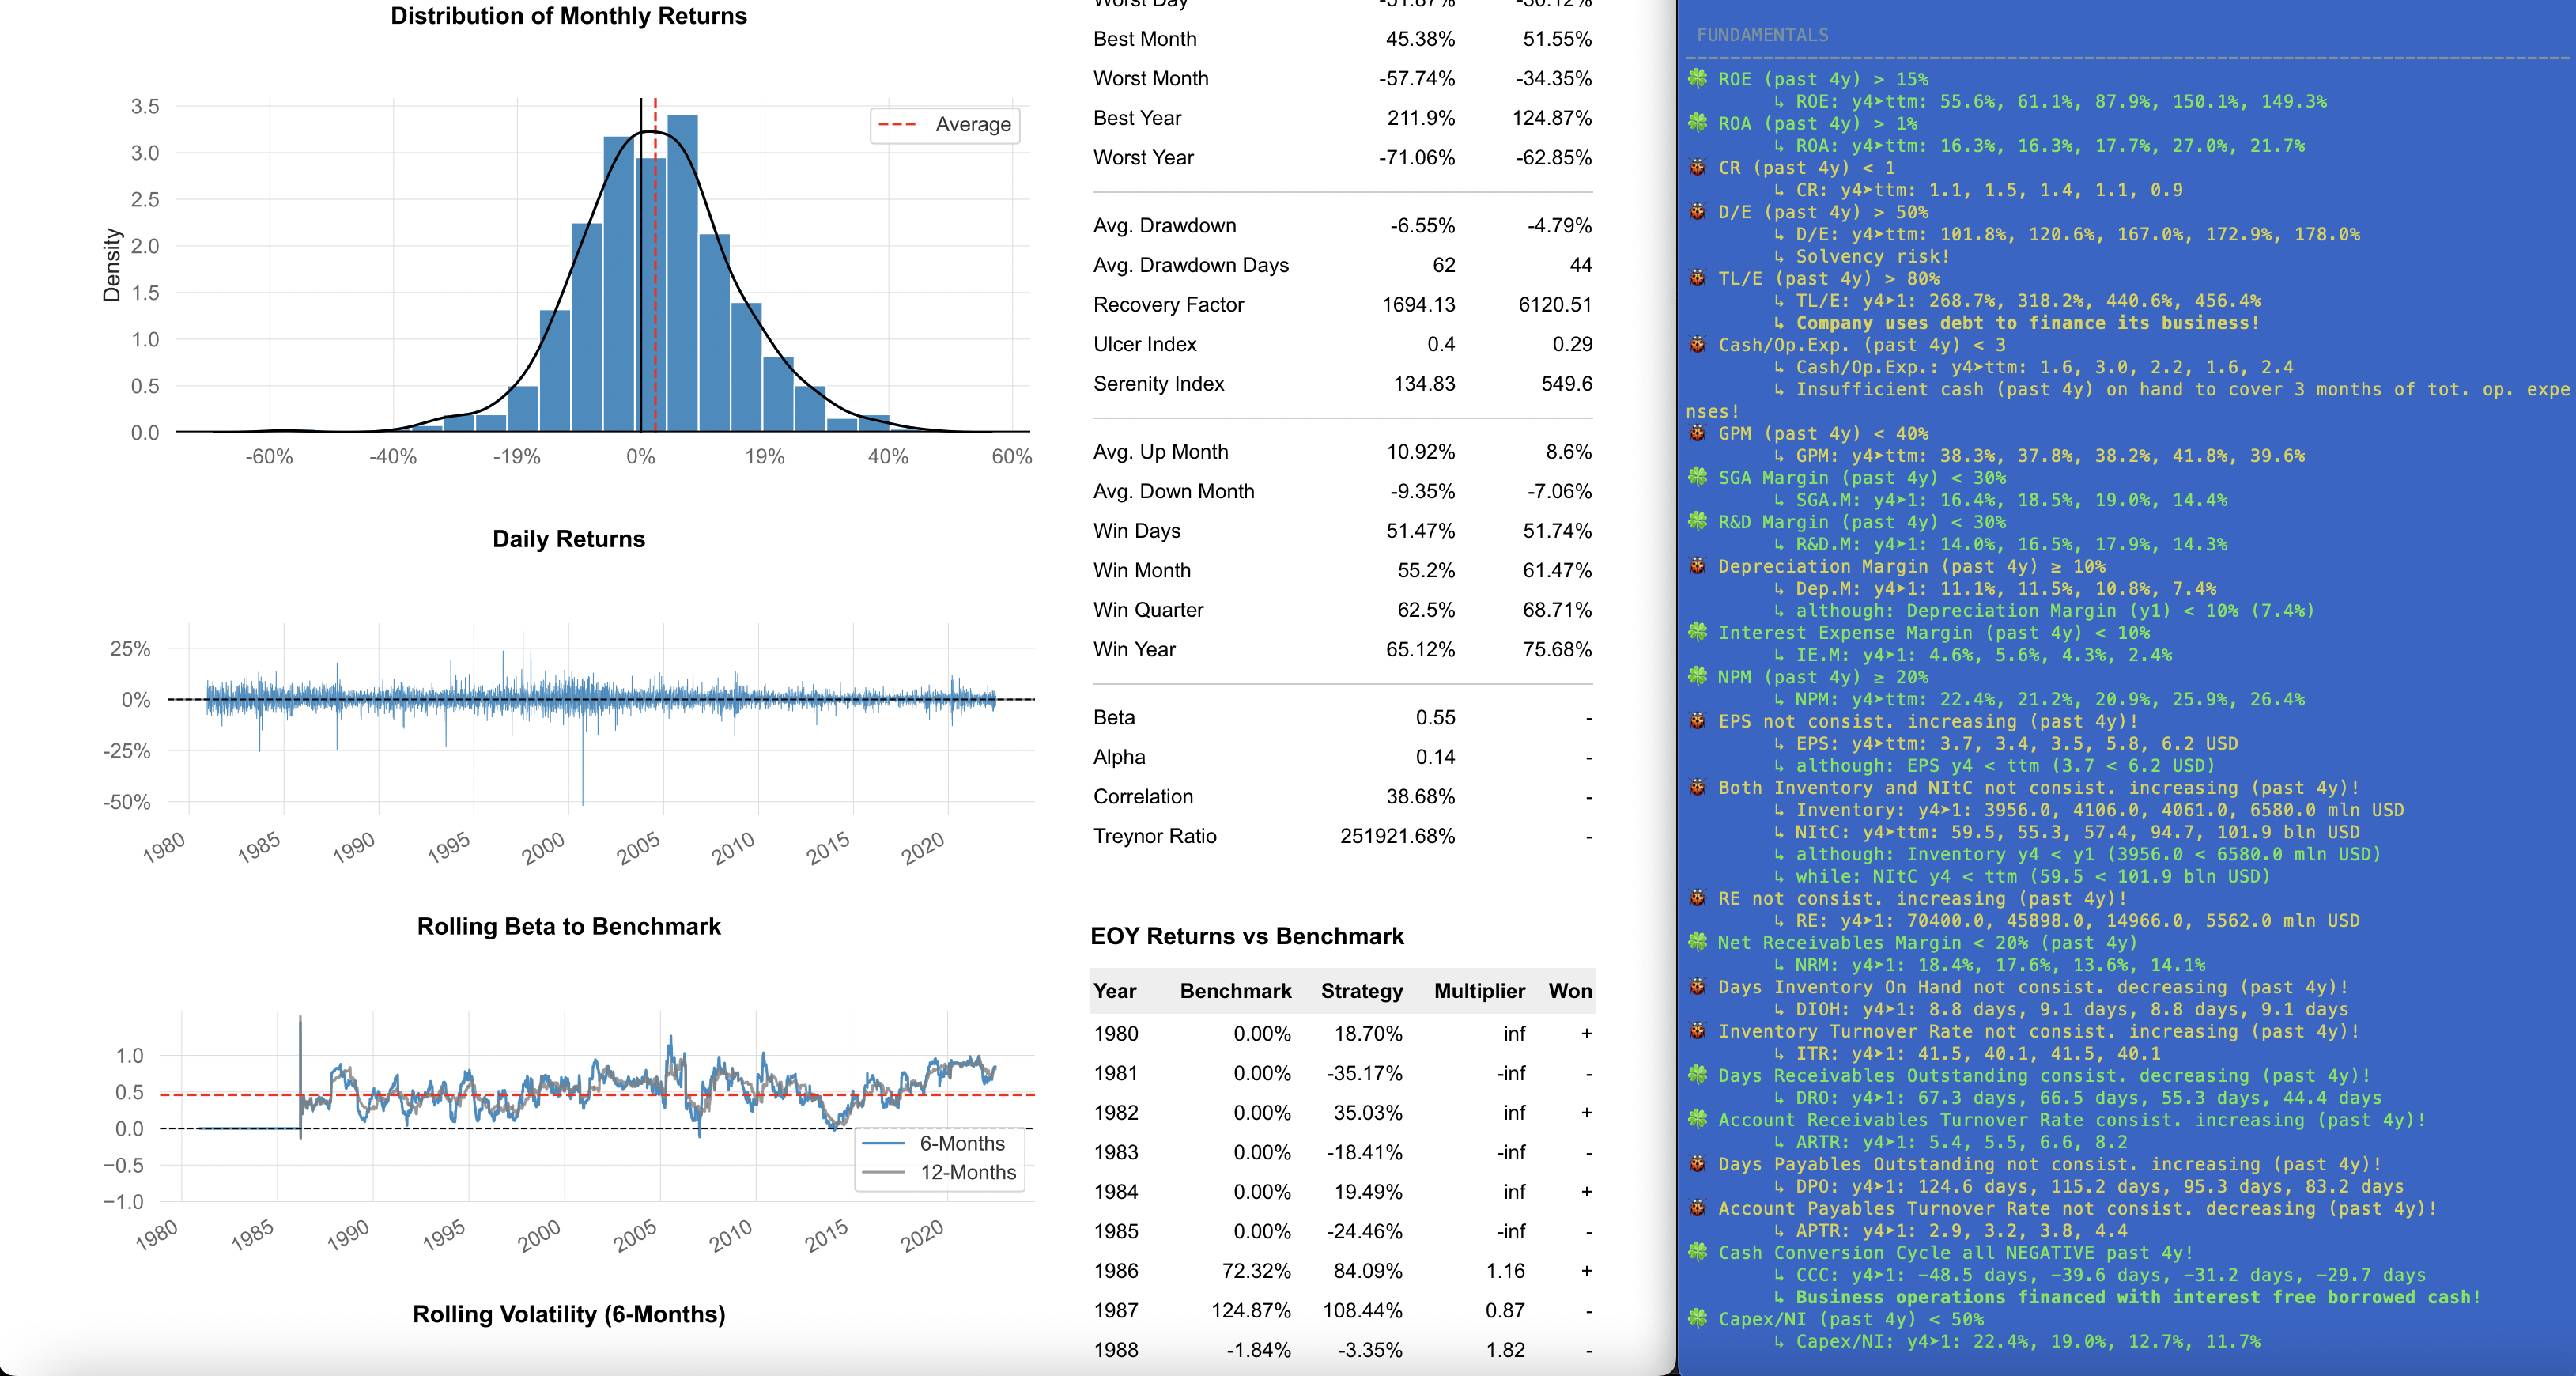 Distribution of Monthly Returns
3.5
3.0
2.5
2.0
1.5
1.0
0.5
0.0
Density
Average
-60% -40% -19% 0% 19% 40% 60%
Daily Returns
25%
0%
-25%
-50%
1980 1985 1990 1995 2000 2005 2010 2015 2020
Rolling Beta to Benchmark
1.0
0.5
0.0
−0.5
−1.0
6-Months
12-Months
1980 1985 1990 1995 2000 2005 2010 2015 2020
Rolling Volatility (6-Months)
Worst Day -51.87% -30.12%
Best Month 45.38% 51.55%
Worst Month -57.74% -34.35%
Best Year 211.9% 124.87%
Worst Year -71.06% -62.85%
Avg. Drawdown -6.55% -4.79%
Avg. Drawdown Days 62 44
Recovery Factor 1694.13 6120.51
Ulcer Index 0.4 0.29
Serenity Index 134.83 549.6
Avg. Up Month 10.92% 8.6%
Avg. Down Month -9.35% -7.06%
Win Days 51.47% 51.74%
Win Month 55.2% 61.47%
Win Quarter 62.5% 68.71%
Win Year 65.12% 75.68%
Beta 0.55 -
Alpha 0.14 -
Correlation 38.68% -
Treynor Ratio 251921.68% -
EOY Returns vs Benchmark
Year Benchmark Strategy Multiplier Won
1980 0.00% 18.70% inf +
1981 0.00% -35.17% -inf -
1982 0.00% 35.03% inf +
1983 0.00% -18.41% -inf -
1984 0.00% 19.49% inf +
1985 0.00% -24.46% -inf -
1986 72.32% 84.09% 1.16 +
1987 124.87% 108.44% 0.87 -
1988 -1.84% -3.35% 1.82 -
FUNDAMENTALS
ROE (past 4y) > 15%
↳ ROE: y4➤ttm: 55.6%, 61.1%, 87.9%, 150.1%, 149.3%
ROA (past 4y) > 1%
↳ ROA: y4➤ttm: 16.3%, 16.3%, 17.7%, 27.0%, 21.7%
CR (past 4y) < 1
↳ CR: y4➤ttm: 1.1, 1.5, 1.4, 1.1, 0.9
D/E (past 4y) > 50%
↳ D/E: y4➤ttm: 101.8%, 120.6%, 167.0%, 172.9%, 178.0%
↳ Solvency risk!
TL/E (past 4y) > 80%
↳ TL/E: y4➤1: 268.7%, 318.2%, 440.6%, 456.4%
↳ Company uses debt to finance its business!
Cash/Op.Exp. (past 4y) < 3
↳ Cash/Op.Exp.: y4➤ttm: 1.6, 3.0, 2.2, 1.6, 2.4
↳ Insufficient cash (past 4y) on hand to cover 3 months of tot. op. expe
nses!
GPM (past 4y) < 40%
↳ GPM: y4➤ttm: 38.3%, 37.8%, 38.2%, 41.8%, 39.6%
SGA Margin (past 4y) < 30%
↳ SGA.M: y4➤1: 16.4%, 18.5%, 19.0%, 14.4%
R&D Margin (past 4y) < 30%
↳ R&D.M: y4➤1: 14.0%, 16.5%, 17.9%, 14.3%
Depreciation Margin (past 4y) ≥ 10%
↳ Dep.M: y4➤1: 11.1%, 11.5%, 10.8%, 7.4%
↳ although: Depreciation Margin (y1) < 10% (7.4%)
Interest Expense Margin (past 4y) < 10%
↳ IE.M: y4➤1: 4.6%, 5.6%, 4.3%, 2.4%
NPM (past 4y) ≥ 20%
↳ NPM: y4➤ttm: 22.4%, 21.2%, 20.9%, 25.9%, 26.4%
EPS not consist. increasing (past 4y)!
↳ EPS: y4➤ttm: 3.7, 3.4, 3.5, 5.8, 6.2 USD
↳ although: EPS y4 < ttm (3.7 < 6.2 USD)
Both Inventory and NItC not consist. increasing (past 4y)!
↳ Inventory: y4➤1: 3956.0, 4106.0, 4061.0, 6580.0 mln USD
↳ NItC: y4➤ttm: 59.5, 55.3, 57.4, 94.7, 101.9 bln USD
↳ although: Inventory y4 < y1 (3956.0 < 6580.0 mln USD)
↳ while: NItC y4 < ttm (59.5 < 101.9 bln USD)
RE not consist. increasing (past 4y)!
↳ RE: y4➤1: 70400.0, 45898.0, 14966.0, 5562.0 mln USD
Net Receivables Margin < 20% (past 4y)
↳ NRM: y4➤1: 18.4%, 17.6%, 13.6%, 14.1%
Days Inventory On Hand not consist. decreasing (past 4y)!
↳ DIOH: y4➤1: 8.8 days, 9.1 days, 8.8 days, 9.1 days
Inventory Turnover Rate not consist. increasing (past 4y)!
↳ ITR: y4➤1: 41.5, 40.1, 41.5, 40.1
Days Receivables Outstanding consist. decreasing (past 4y)!
↳ DRO: y4➤1: 67.3 days, 66.5 days, 55.3 days, 44.4 days
Account Receivables Turnover Rate consist. increasing (past 4y)!
↳ ARTR: y4➤1: 5.4, 5.5, 6.6, 8.2
Days Payables Outstanding not consist. increasing (past 4y)!
↳ DPO: y4➤1: 124.6 days, 115.2 days, 95.3 days, 83.2 days
Account Payables Turnover Rate not consist. decreasing (past 4y)!
↳ APTR: y4➤1: 2.9, 3.2, 3.8, 4.4
Cash Conversion Cycle all NEGATIVE past 4y!
↳ CCC: y4➤1: −48.5 days, −39.6 days, −31.2 days, −29.7 days
↳ Business operations financed with interest free borrowed cash!
Capex/NI (past 4y) < 50%
↳ Capex/NI: y4➤1: 22.4%, 19.0%, 12.7%, 11.7%